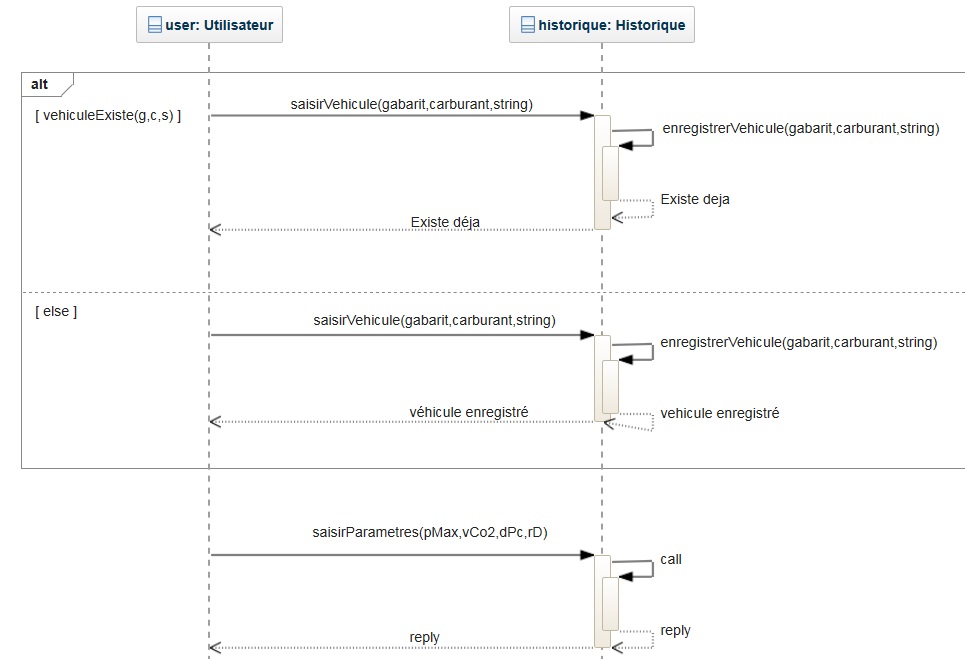 user: Utilisateur
historique: Historique
alt
[ vehiculeExiste(g,c,s) ]
saisirVehicule(gabarit,carburant,string)
enregistrerVehicule(gabarit,carburant,string)
Existe deja
Existe déja
[ else ]
saisirVehicule(gabarit,carburant,string)
enregistrerVehicule(gabarit,carburant,string)
véhicule enregistré
vehicule enregistré
saisirParametres(pMax,vCo2,dPc,rD)
call
reply
reply